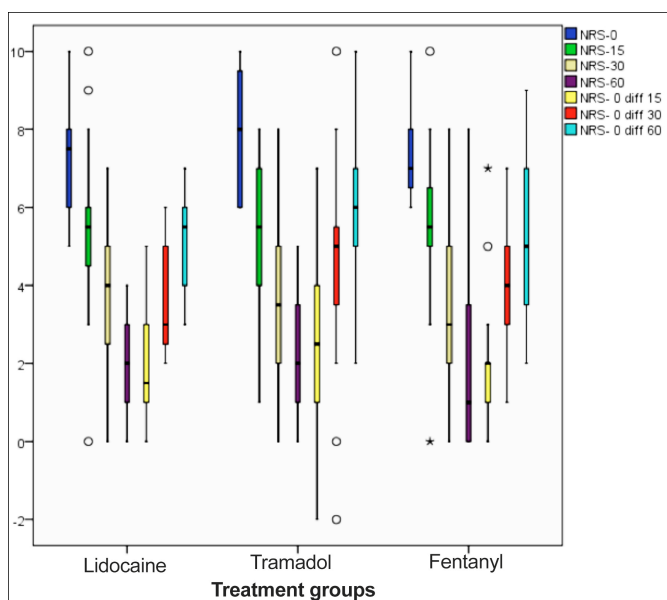 10
8
6
4
2
0
-2
NRS-0
NRS-15
NRS-30
NRS-60
NRS- 0 diff 15
NRS- 0 diff 30
NRS- 0 diff 60
Lidocaine Tramadol Fentanyl
Treatment groups